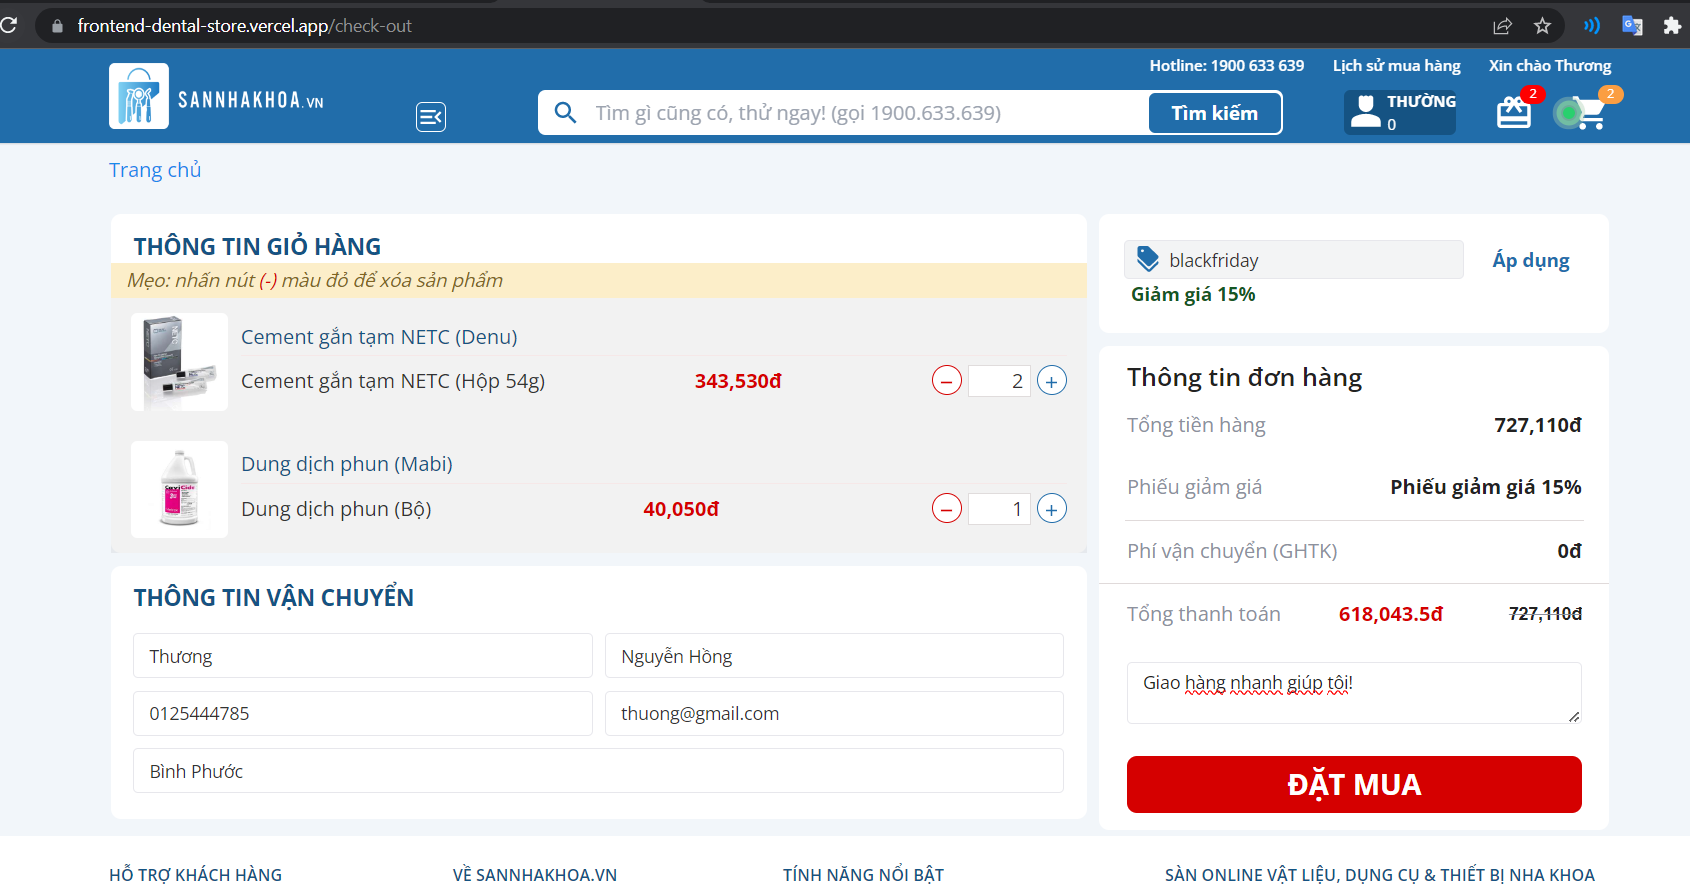 frontend-dental-store.vercel.app/check-out
Hotline: 1900 633 639
Lịch sử mua hàng
Xin chào Thương
SANNHAKHOA.VN
Tìm gì cũng có, thử ngay! (gọi 1900.633.639)
Tìm kiếm
THƯỜNG
0
2
2
Trang chủ
THÔNG TIN GIỎ HÀNG
Mẹo: nhấn nút (-) màu đỏ để xóa sản phẩm
Cement gắn tạm NETC (Denu)
Cement gắn tạm NETC (Hộp 54g) 343,530đ 2
Dung dịch phun (Mabi)
Dung dịch phun (Bộ) 40,050đ 1
THÔNG TIN VẬN CHUYỂN
Thương
Nguyễn Hồng
0125444785
thuong@gmail.com
Bình Phước
blackfriday
Áp dụng
Giảm giá 15%
Thông tin đơn hàng
Tổng tiền hàng 727,110đ
Phiếu giảm giá Phiếu giảm giá 15%
Phí vận chuyển (GHTK) 0đ
Tổng thanh toán 618,043.5đ 727,110đ
Giao hàng nhanh giúp tôi!
ĐẶT MUA
HỖ TRỢ KHÁCH HÀNG
VỀ SANNHAKHOA.VN
TÍNH NĂNG NỔI BẬT
SÀN ONLINE VẬT LIỆU, DỤNG CỤ & THIẾT BỊ NHA KHOA